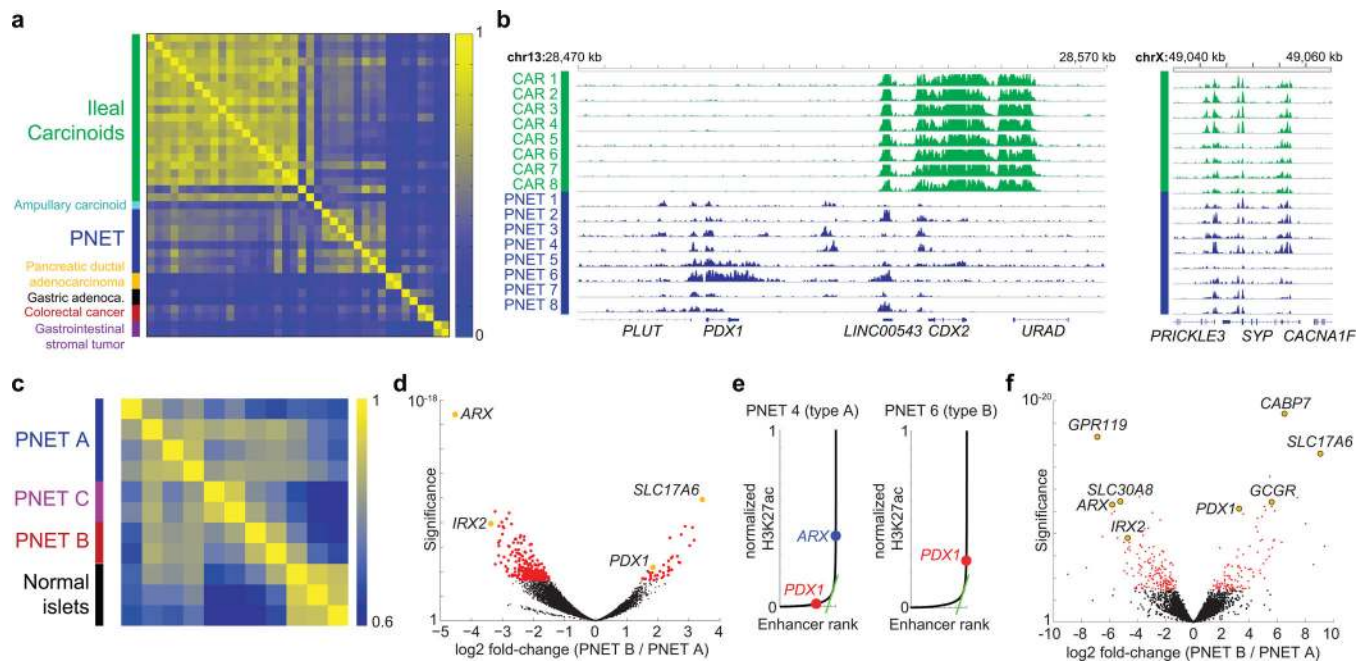 a
Ileal
Carcinoids
Ampullary carcinoid
PNET
Pancreatic ductal
adenocarcinoma
Gastric adenoca.
Colorectal cancer
Gastrointestinal
stromal tumor
1
0
b
chr13:28,470 kb
28,570 kb
CAR 1
CAR 2
CAR 3
CAR 4
CAR 5
CAR 6
CAR 7
CAR 8
PNET 1
PNET 2
PNET 3
PNET 4
PNET 5
PNET 6
PNET 7
PNET 8
PLUT PDX1 LINC00543 CDX2 URAD
chrX:49,040 kb 49,060 kb
PRICKLE3 SYP CACNA1F
c
PNET A
PNET C
PNET B
Normal
islets
1
0.6
d
10-18
Significance
1
ARX
IRX2
SLC17A6
PDX1
-5 -4 -3 -2 -1 0 1 2 3 4
log2 fold-change (PNET B / PNET A)
e
PNET 4 (type A) PNET 6 (type B)
1
normalized
H3K27ac
0
ARX
PDX1
Enhancer rank
1
normalized
H3K27ac
0
PDX1
Enhancer rank
f
10-20
Significance
1
CABP7
GPR119
SLC17A6
SLC30A8
GCGR
ARX
PDX1
IRX2
-10 -8 -6 -4 -2 0 2 4 6 8 10
log2 fold-change (PNET B / PNET A)